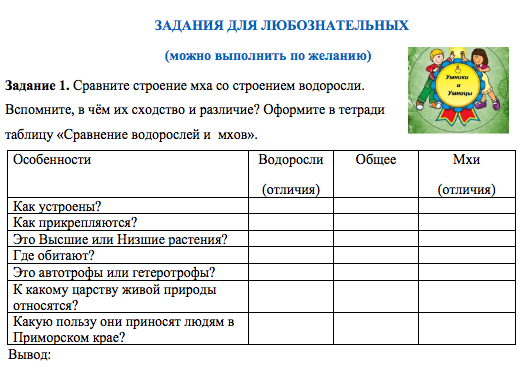 ЗАДАНИЯ ДЛЯ ЛЮБОЗНАТЕЛЬНЫХ
(можно выполнить по желанию)
Умники
и
Умницы
Задание 1. Сравните строение мха со строением водоросли.
Вспомните, в чём их сходство и различие? Оформите в тетради
таблицу «Сравнение водорослей и мхов».
Особенности Водоросли Общее Мхи
(отличия) (отличия)
Как устроены?
Как прикрепляются?
Это Высшие или Низшие растения?
Где обитают?
Это автотрофы или гетеротрофы?
К какому царству живой природы
относятся?
Какую пользу они приносят людям в
Приморском крае?
Вывод: